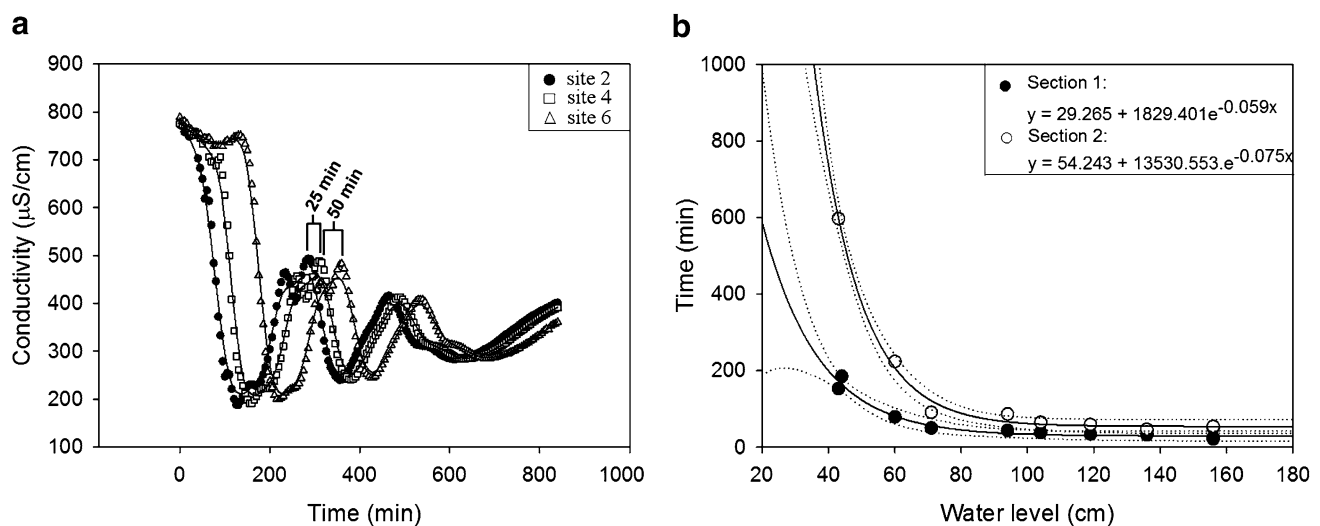 a
900
800
700
600
500
400
300
200
100
Conductivity (μS/cm)
0 200 400 600 800 1000
Time (min)
site 2
site 4
site 6
25 min
50 min
b
1000
800
600
400
200
0
Time (min)
20 40 60 80 100 120 140 160 180
Water level (cm)
Section 1:
y = 29.265 + 1829.401e-0.059x
Section 2:
y = 54.243 + 13530.553.e-0.075x